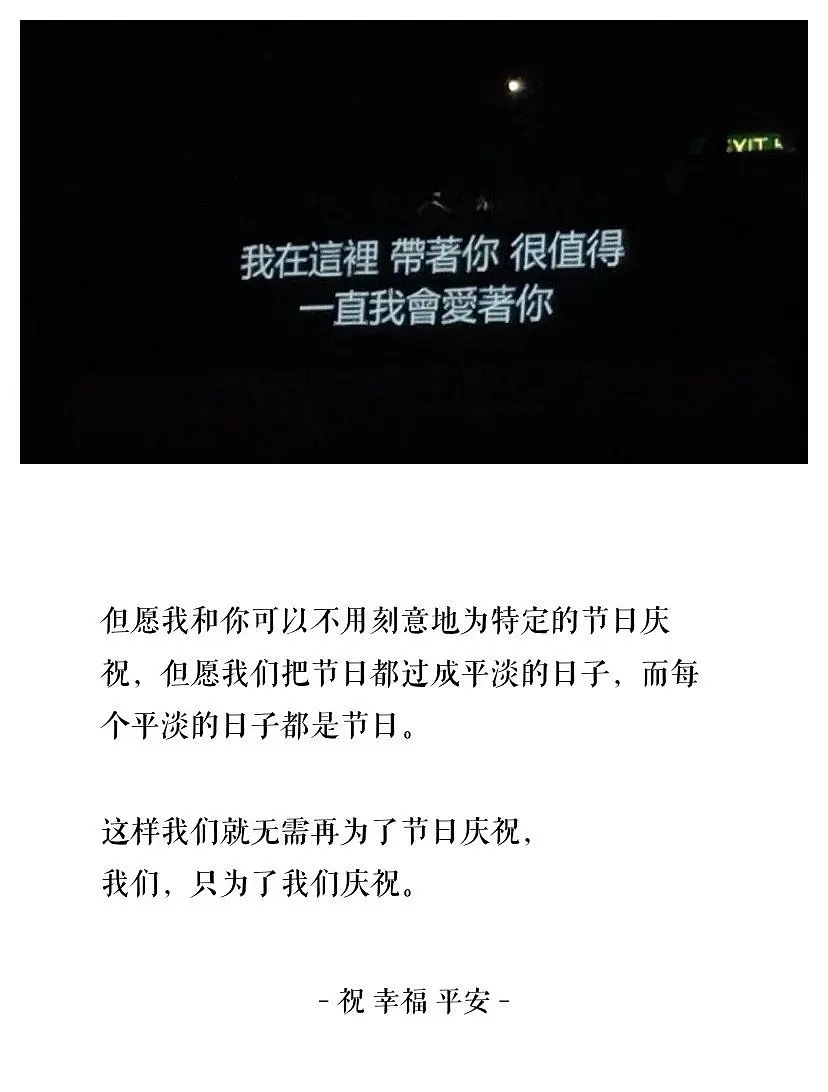 我在這裡 帶著你 很值得
一直我會愛著你
但愿我和你可以不用刻意地为特定的节日庆
祝，但愿我们把节日都过成平淡的日子，而每
个平淡的日子都是节日。
这样我们就无需再为了节日庆祝，
我们，只为了我们庆祝。
- 祝 幸福 平安 -